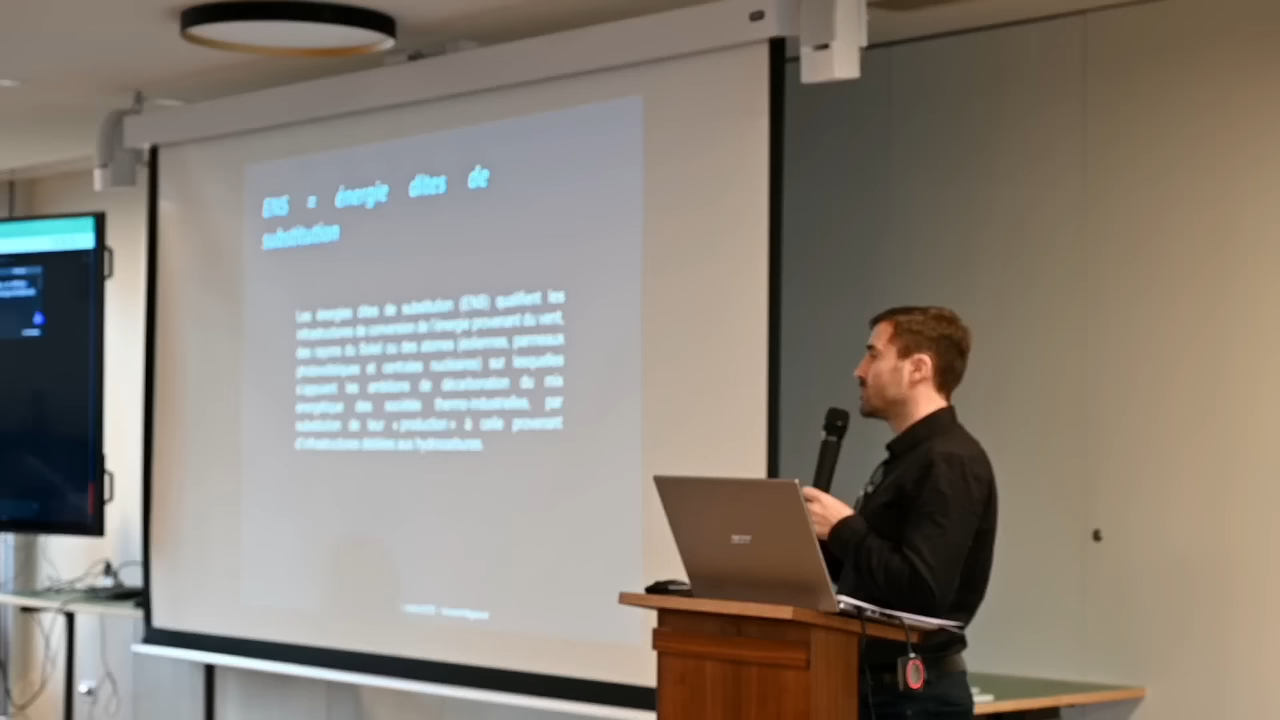 ENS = énergie dites de
substitution
Les énergies dites de substitution (ENS) qualifient les
infrastructures de conversion de l'énergie provenant du vent,
des rayons du Soleil ou des atomes (éoliennes, panneaux
photovoltaïques et centrales nucléaires) sur lesquelles
s'appuient les ambitions de décarbonation du mix
énergétique des sociétés thermo-industrielles, par
substitution de leur « production » à celle provenant
d'infrastructures dédiées aux hydrocarbures.